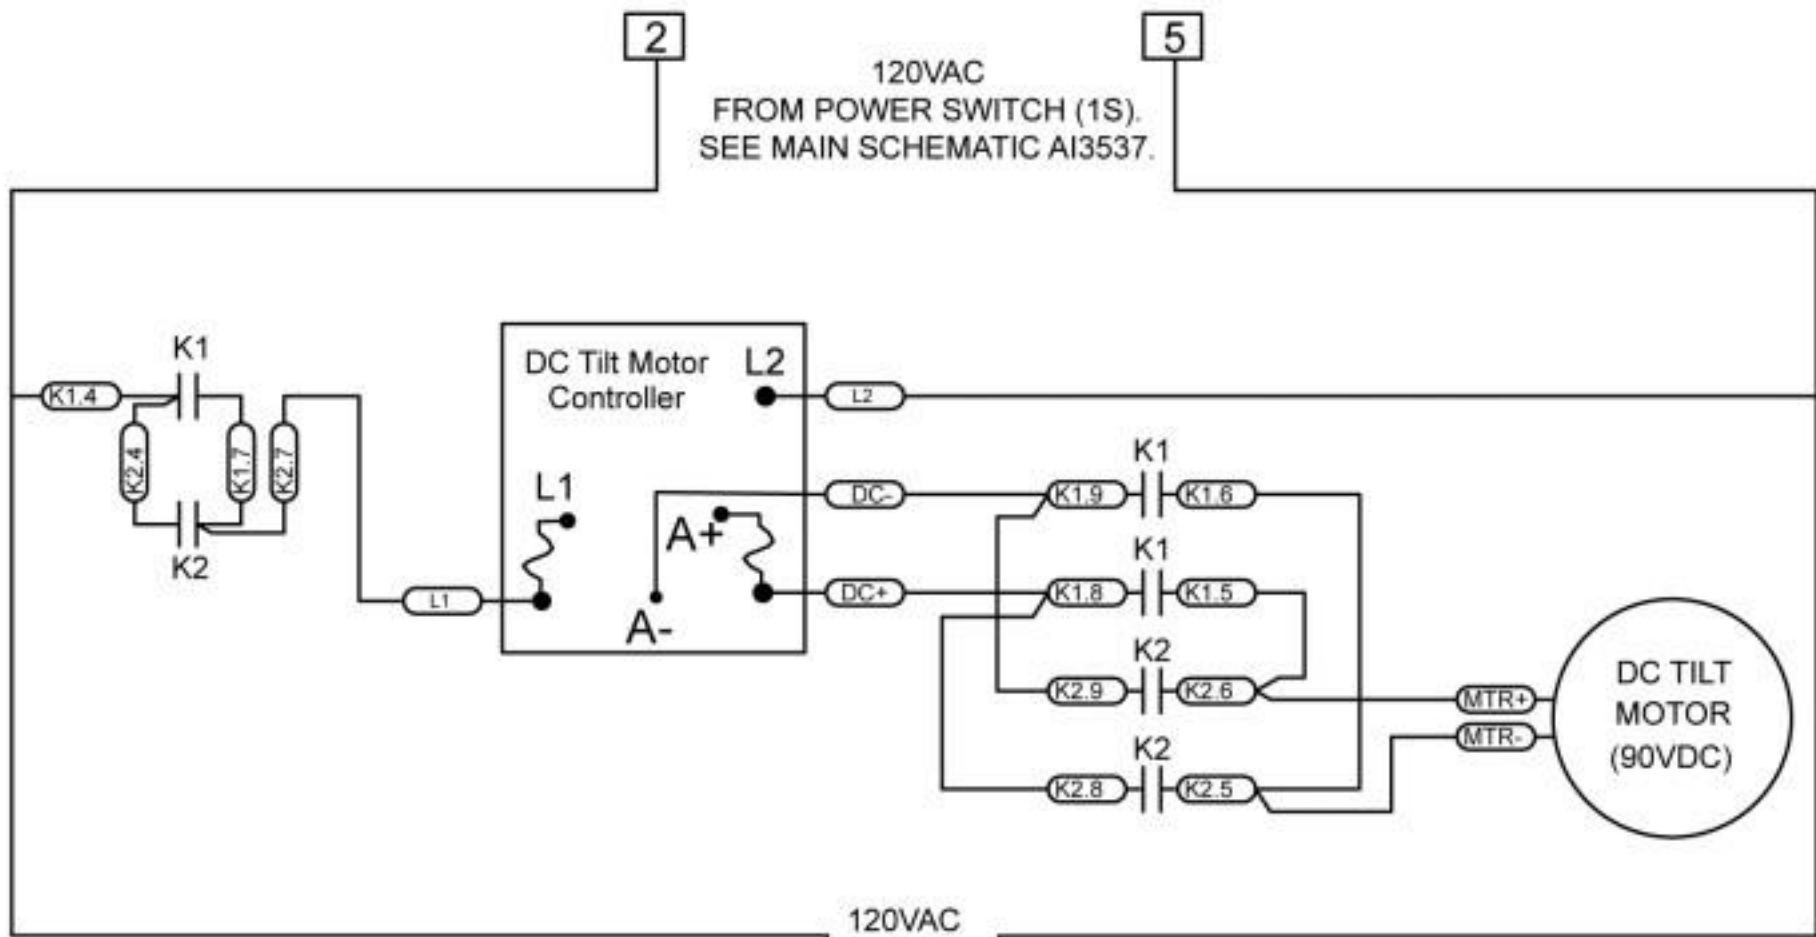 2
5
120VAC
FROM POWER SWITCH (1S).
SEE MAIN SCHEMATIC AI3537.
K1
K1.4
K2.4
K1.7
K2.7
K2
DC Tilt Motor
Controller
L2
L2
L1
L1
A+
A-
DC-
DC+
K1
K1.9
K1.6
K1
K1.8
K1.5
K2
K2.9
K2.6
K2
K2.8
K2.5
MTR+
MTR-
DC TILT
MOTOR
(90VDC)
120VAC